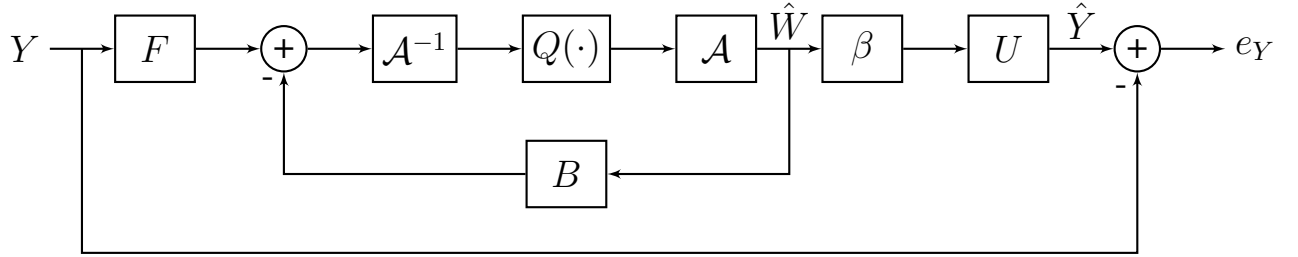 Y F + 𝒜⁻¹ Q(·) 𝒜 Ŵ β U Ŷ + e_Y
- -
B